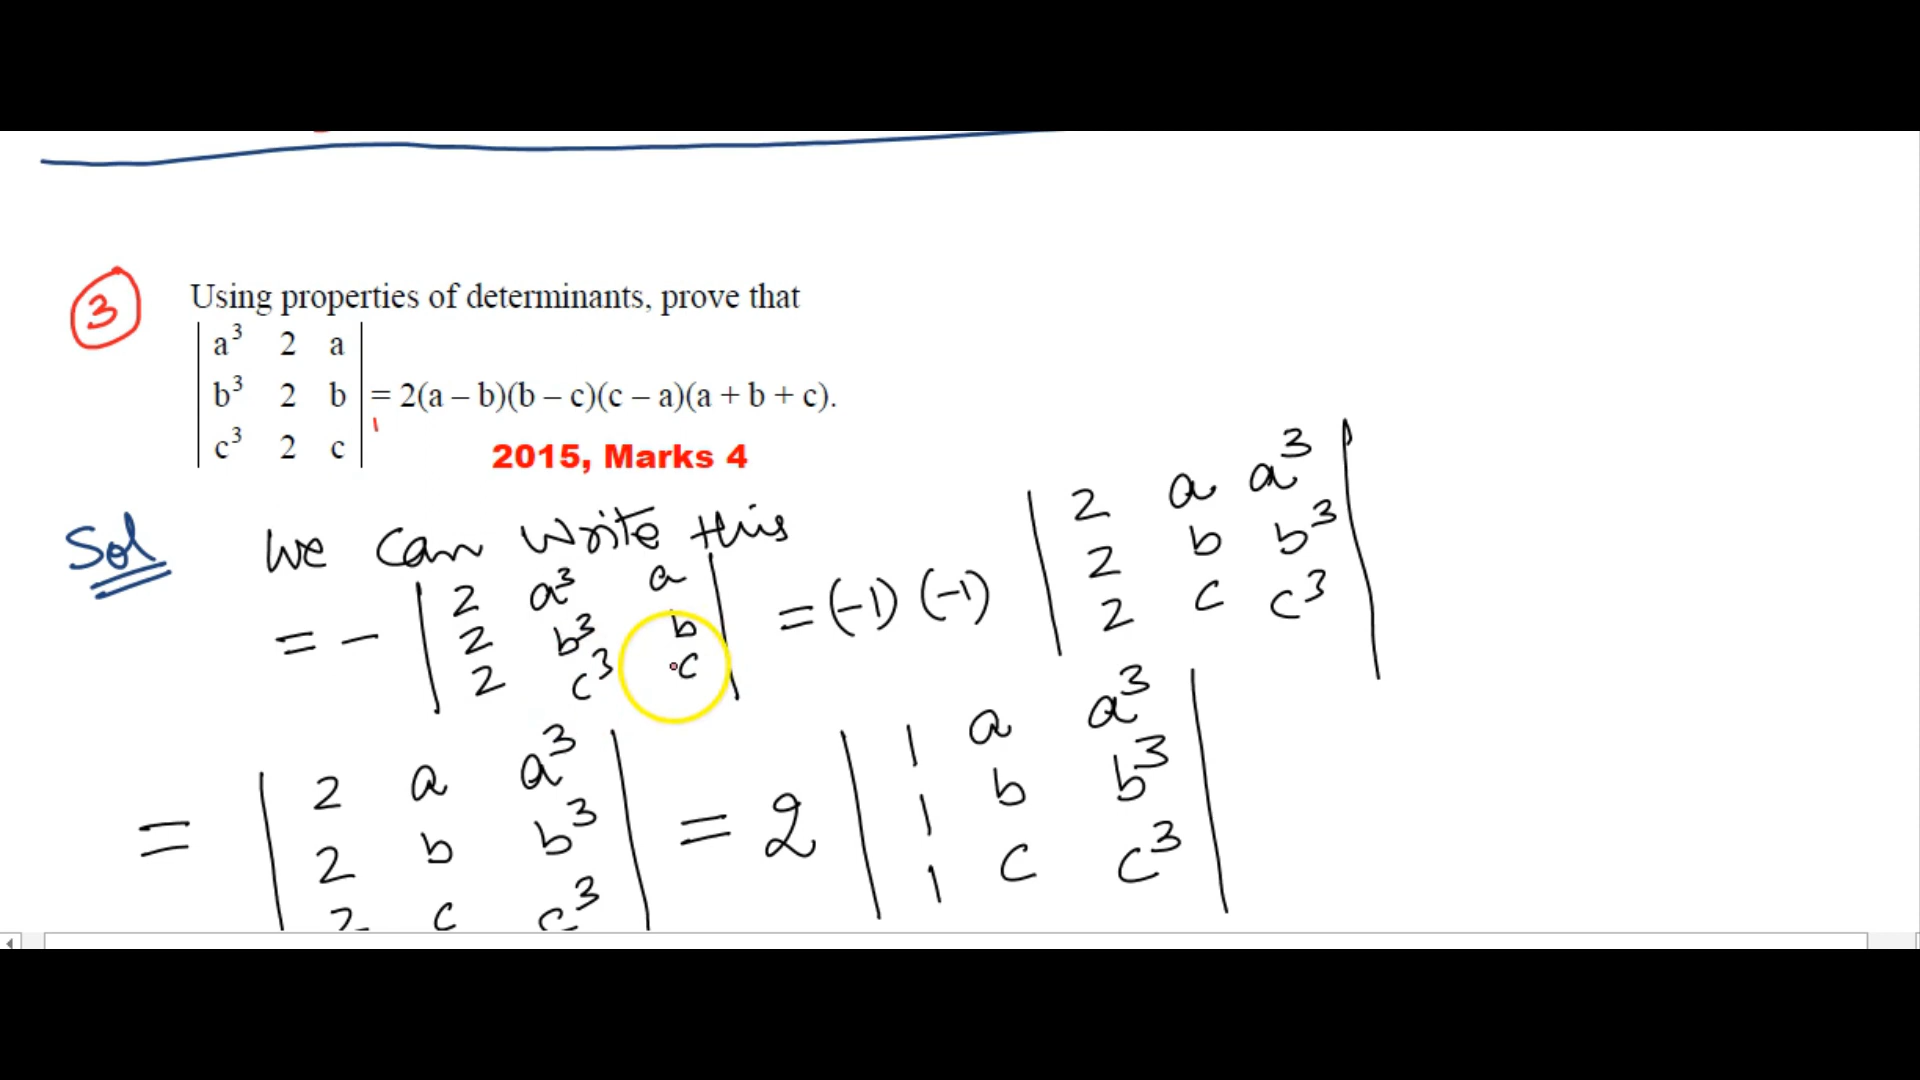 3
Using properties of determinants, prove that
| a³ 2 a |
| b³ 2 b | = 2(a – b)(b – c)(c – a)(a + b + c).
| c³ 2 c |
2015, Marks 4
Sol We can write this
= - | 2 a³ a | = (-1) (-1) | 2 a a³ |
| 2 b³ b | | 2 b b³ |
| 2 c³ c | | 2 c c³ |
= | 2 a a³ | = 2 | 1 a a³ |
| 2 b b³ | | 1 b b³ |
| 2 c c³ | | 1 c c³ |